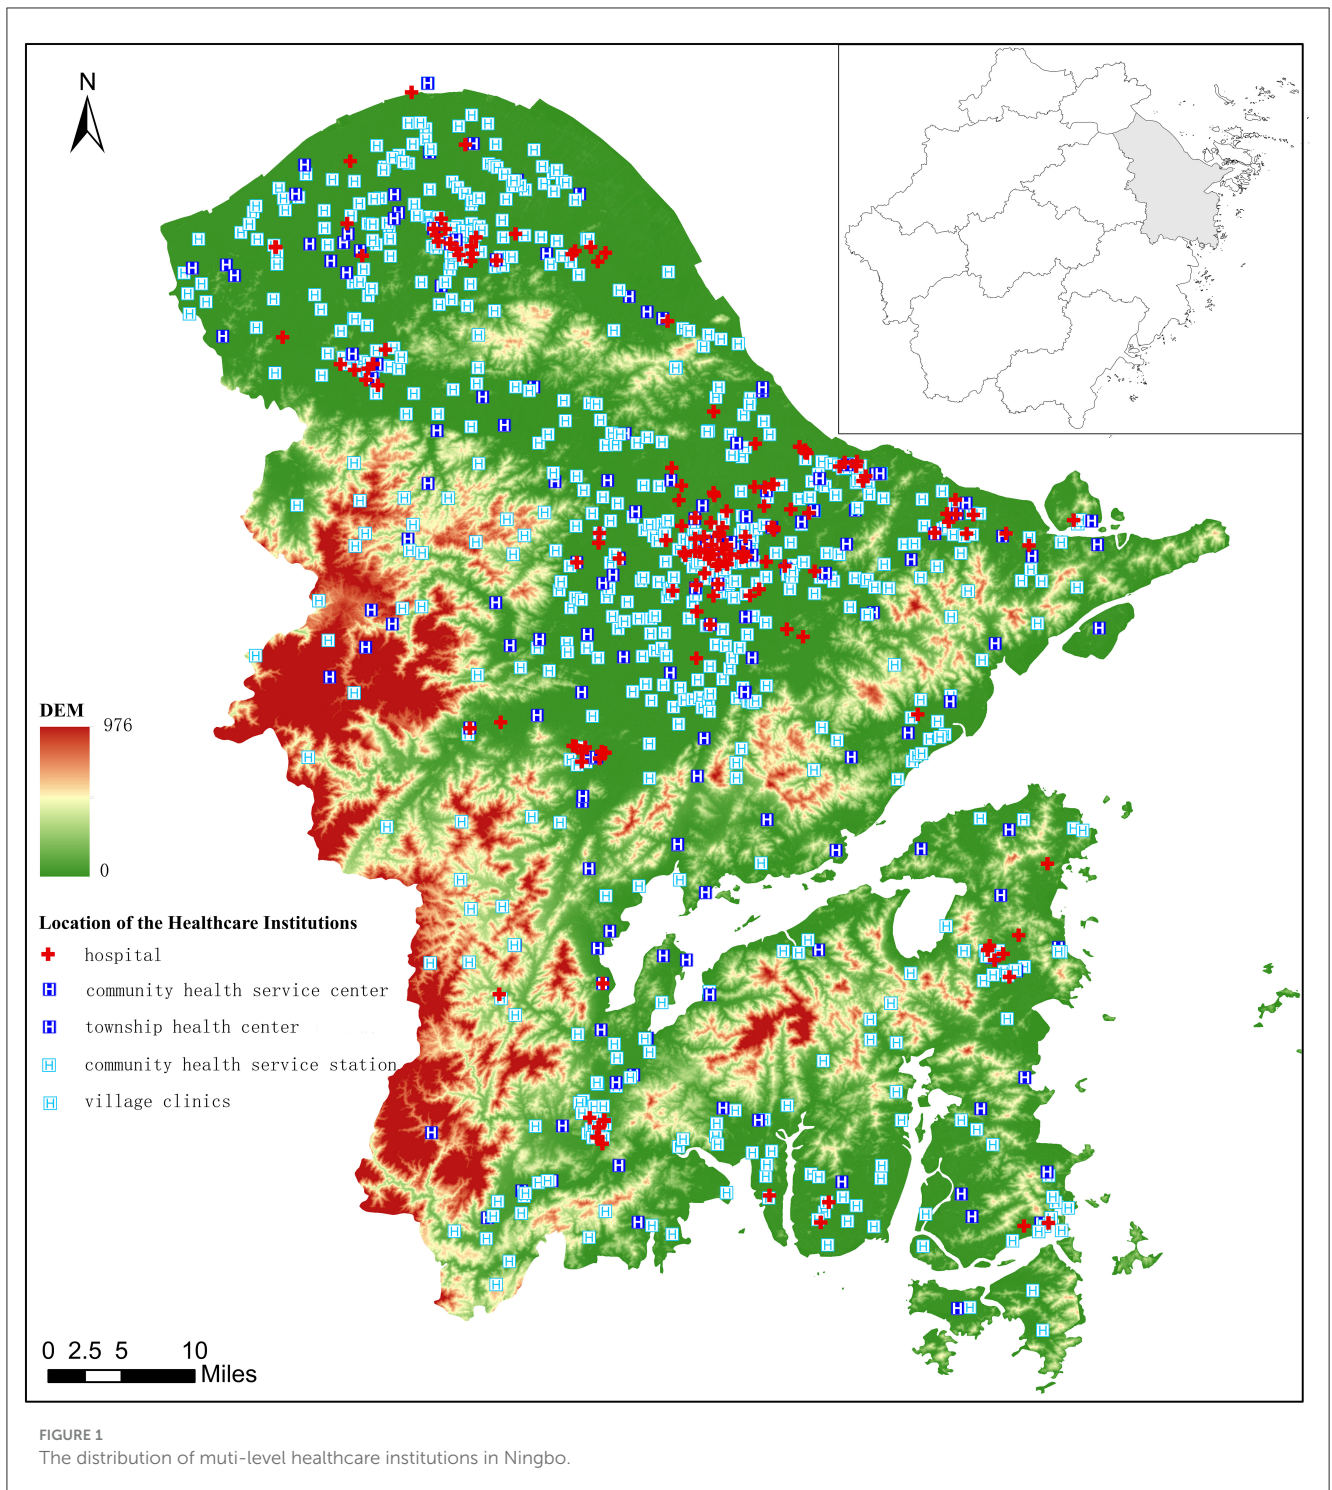 N
DEM
976
0
Location of the Healthcare Institutions
hospital
community health service center
township health center
community health service station
village clinics
0 2.5 5 10
Miles
FIGURE 1
The distribution of muti-level healthcare institutions in Ningbo.